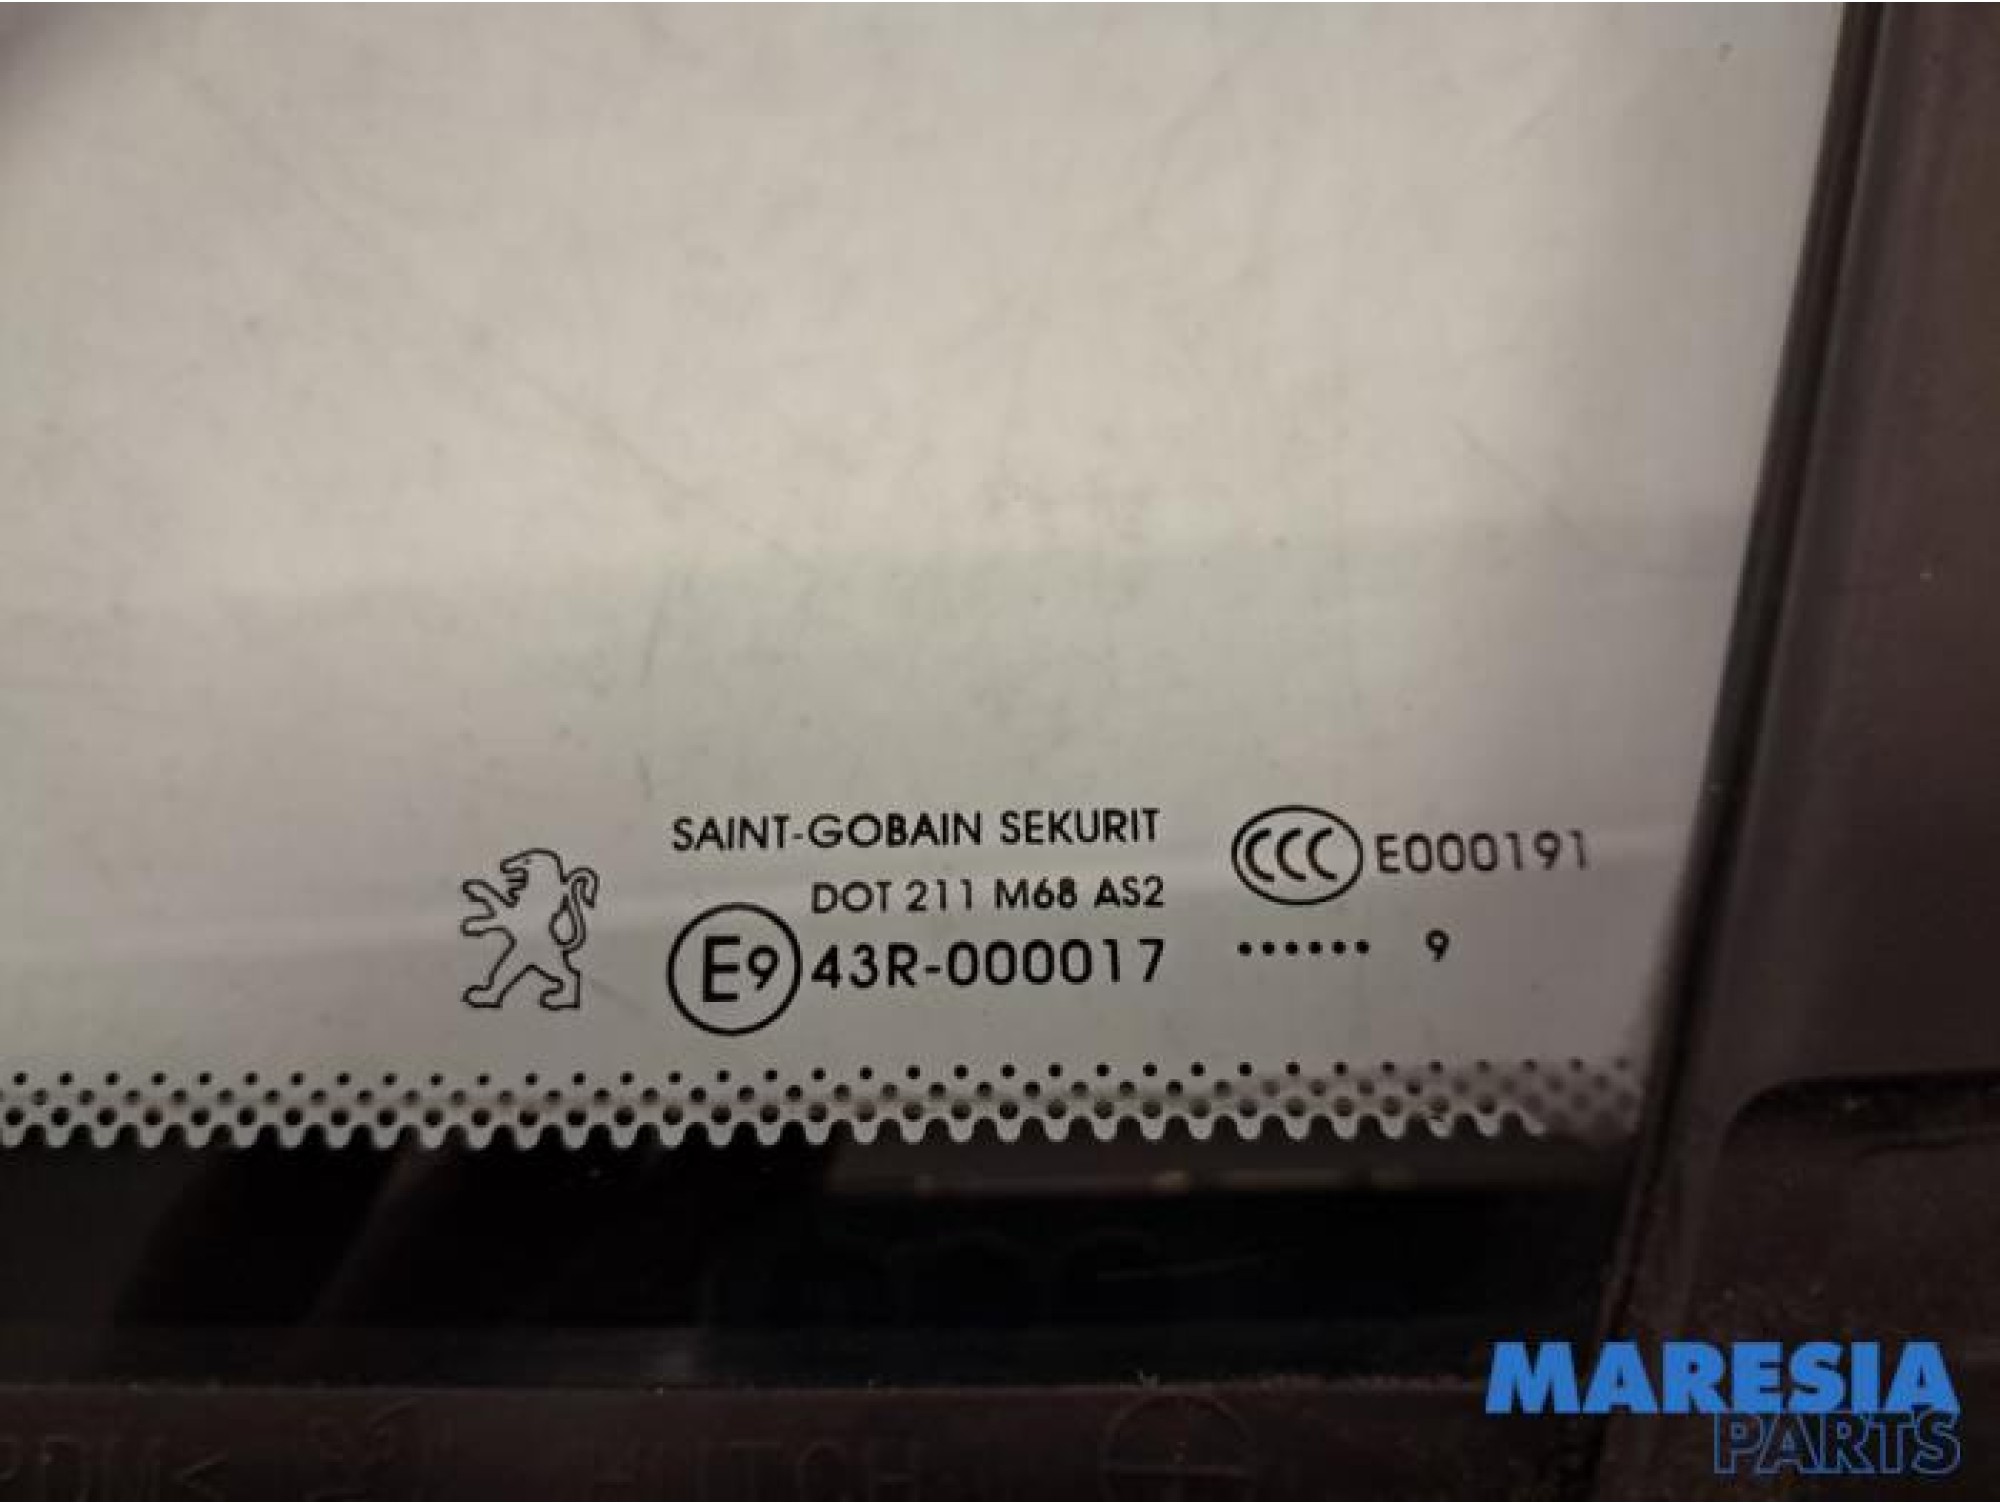 SAINT-GOBAIN SEKURIT
DOT 211 M68 AS2
E9 43R-000017
CCC E000191
...... 9
MARESIA
PARTS